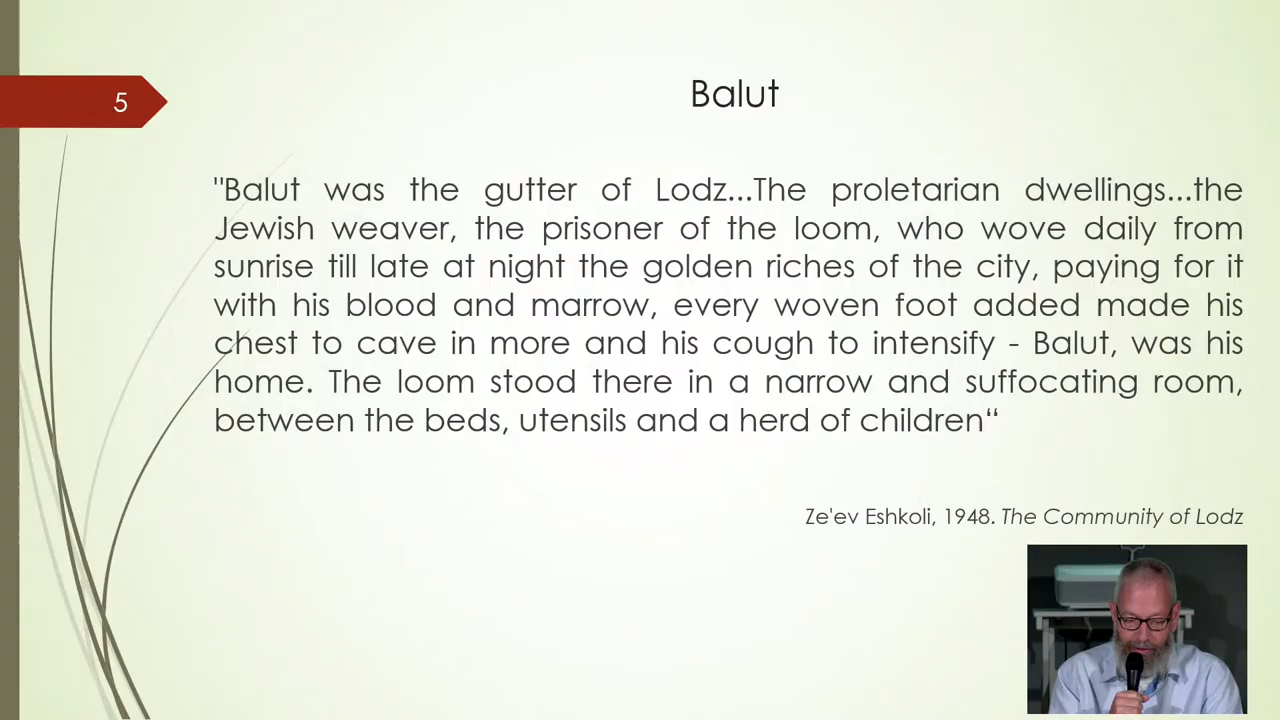 5
Balut
"Balut was the gutter of Lodz...The proletarian dwellings...the
Jewish weaver, the prisoner of the loom, who wove daily from
sunrise till late at night the golden riches of the city, paying for it
with his blood and marrow, every woven foot added made his
chest to cave in more and his cough to intensify - Balut, was his
home. The loom stood there in a narrow and suffocating room,
between the beds, utensils and a herd of children“
Ze'ev Eshkoli, 1948. The Community of Lodz